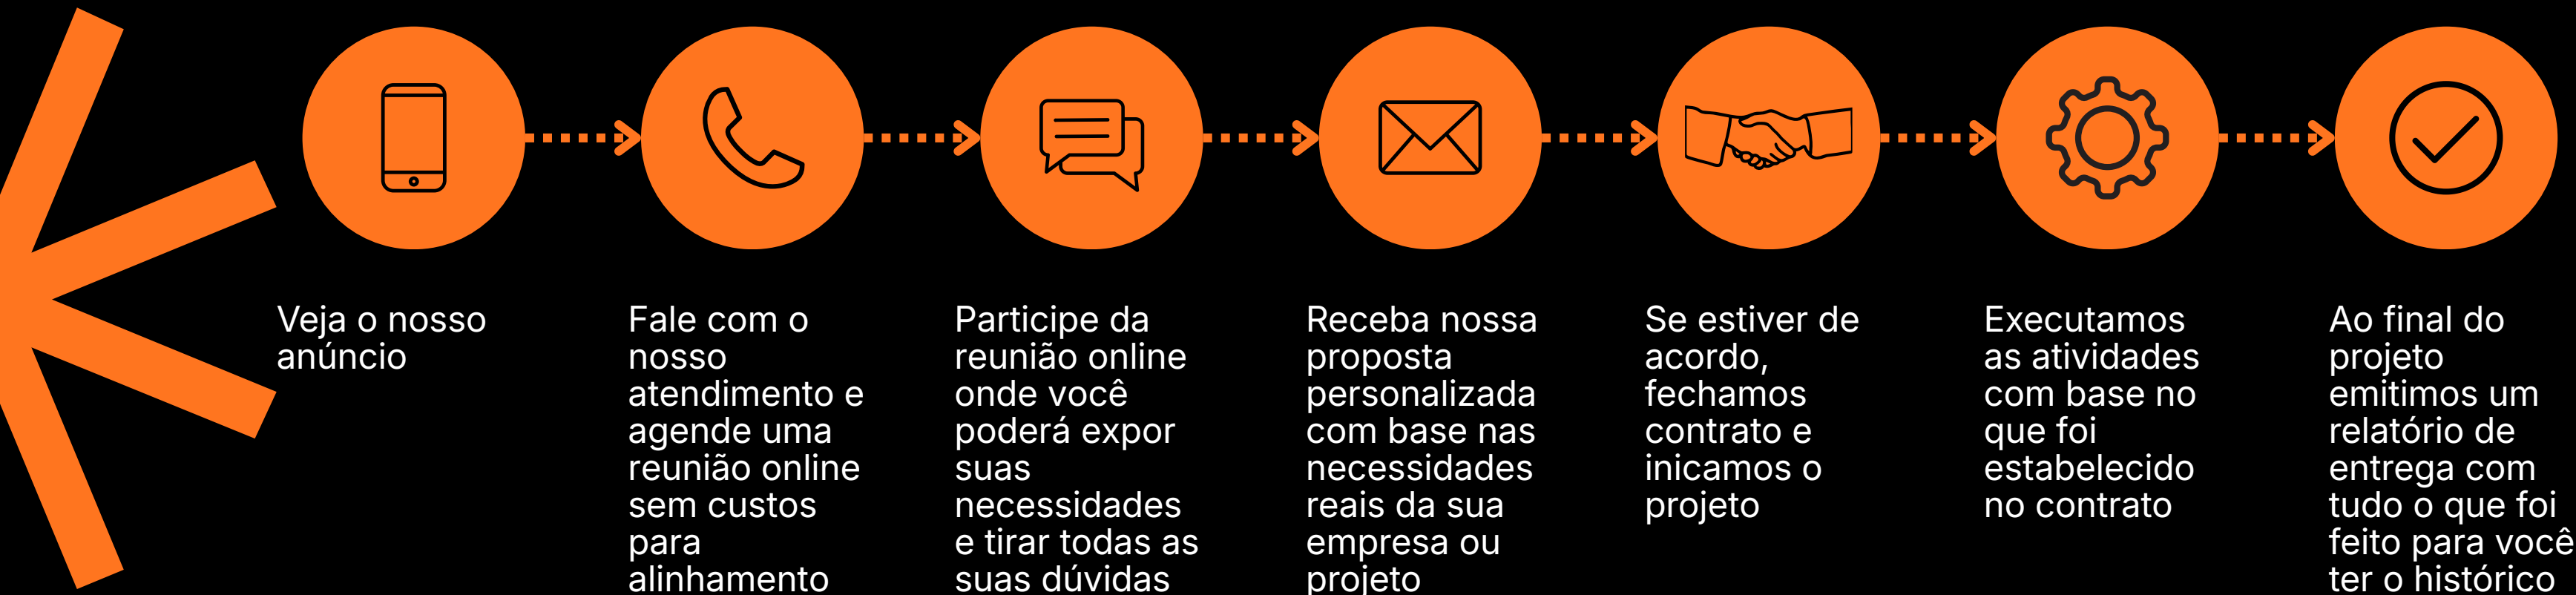 Veja o nosso
anúncio
Fale com o
nosso
atendimento e
agende uma
reunião online
sem custos
para
alinhamento
Participe da
reunião online
onde você
poderá expor
suas
necessidades
e tirar todas as
suas dúvidas
Receba nossa
proposta
personalizada
com base nas
necessidades
reais da sua
empresa ou
projeto
Se estiver de
acordo,
fechamos
contrato e
inicamos o
projeto
Executamos
as atividades
com base no
que foi
estabelecido
no contrato
Ao final do
projeto
emitimos um
relatório de
entrega com
tudo o que foi
feito para você
ter o histórico